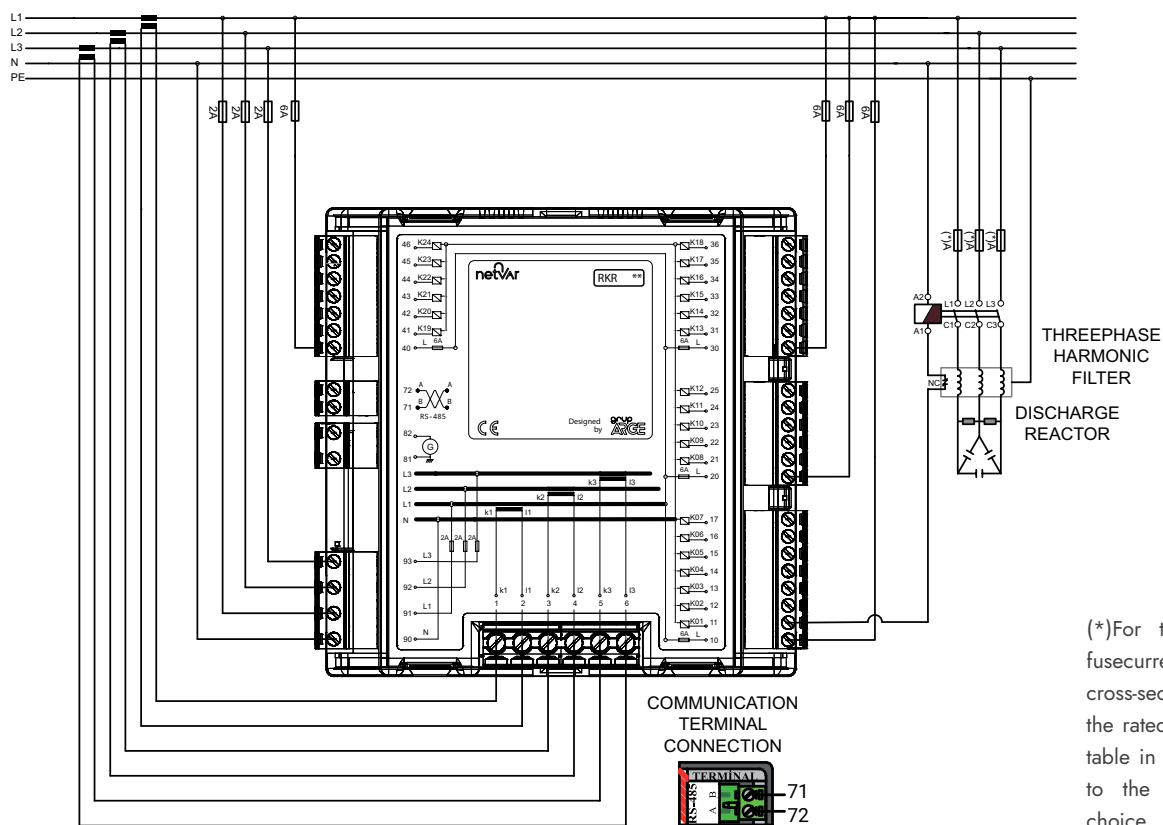 L1
L2
L3
N
PE
2A
2A
2A
6A
6A
6A
6A
(*)A
(*)A
(*)A
A2
L1
L2
L3
A1
C1
C2
C3
NC
THREEPHASE
HARMONIC
FILTER
DISCHARGE
REACTOR
46 K24
45 K23
44 K22
43 K21
42 K20
41 K19
40 L 6A
72 A A
71 B B
RS-485
82
G
81
netVar
RKR **
CE
Designed
by
grup
ARGE
K18 36
K17 35
K16 34
K15 33
K14 32
K13 31
6A L 30
K12 25
K11 24
K10 23
K09 22
K08 21
6A L 20
K07 17
K06 16
K05 15
K04 14
K03 13
K02 12
K01 11
6A L 10
L3
L2
L1
N
k3 l3
k2 l2
k1 l1
2A 2A 2A
93 L3
92 L2
91 L1
90 N
k1 l1 k2 l2 k3 l3
1 2 3 4 5 6
COMMUNICATION
TERMINAL
CONNECTION
TERMİNAL
RS-485
A B
71
72
(*)For t
fusecurre
cross-sec
the rated
table in
to the
choice